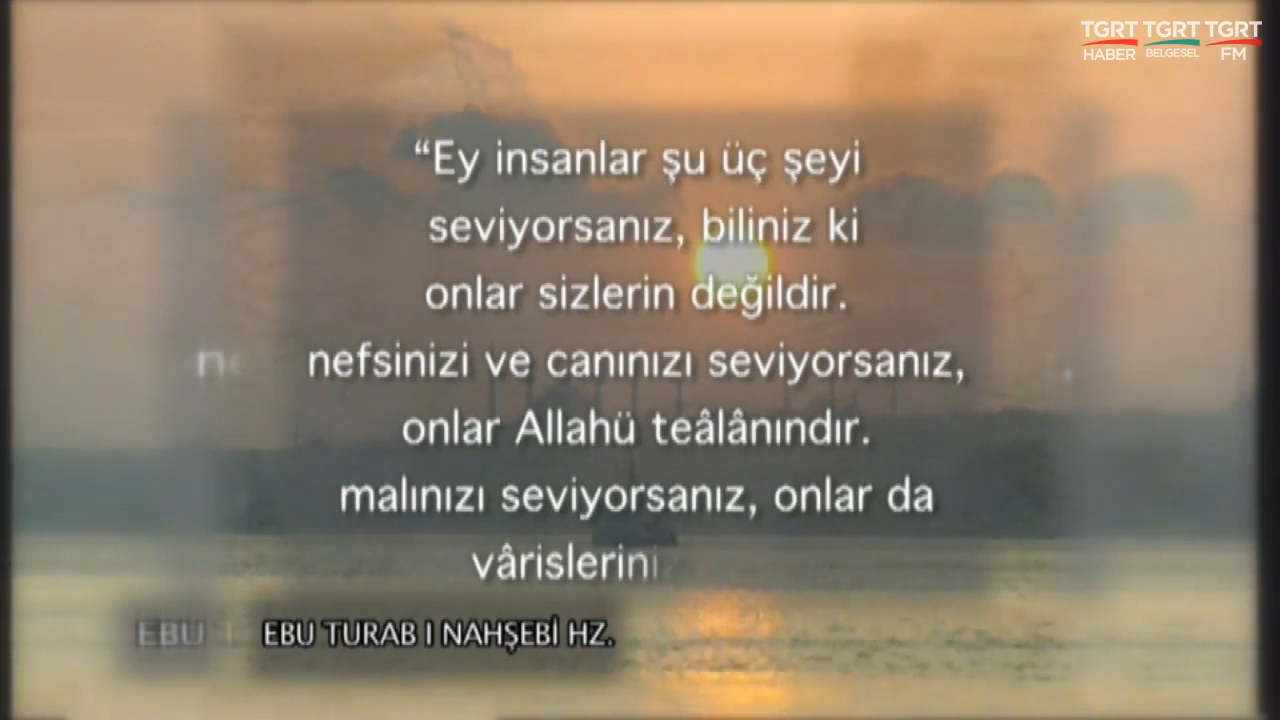 TGRT TGRT TGRT
HABER BELGESEL FM
“Ey insanlar şu üç şeyi
seviyorsanız, biliniz ki
onlar sizlerin değildir.
nefsinizi ve canınızı seviyorsanız,
onlar Allahü teâlânındır.
malınızı seviyorsanız, onlar da
vârislerini
EBU TURAB I NAHŞEBİ HZ.